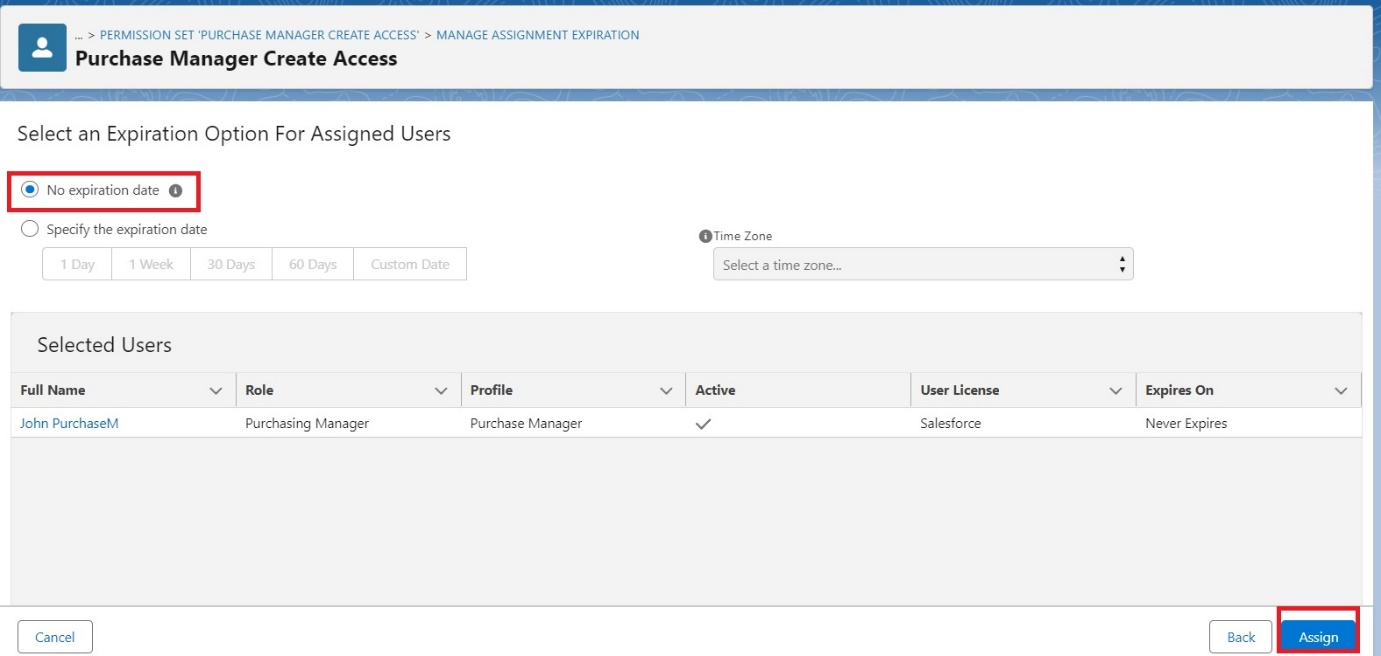 ... > PERMISSION SET 'PURCHASE MANAGER CREATE ACCESS' > MANAGE ASSIGNMENT EXPIRATION
Purchase Manager Create Access
Select an Expiration Option For Assigned Users
No expiration date
Specify the expiration date
1 Day 1 Week 30 Days 60 Days Custom Date
Time Zone
Select a time zone...
Selected Users
Full Name Role Profile Active User License Expires On
John PurchaseM Purchasing Manager Purchase Manager Salesforce Never Expires
Cancel Back Assign